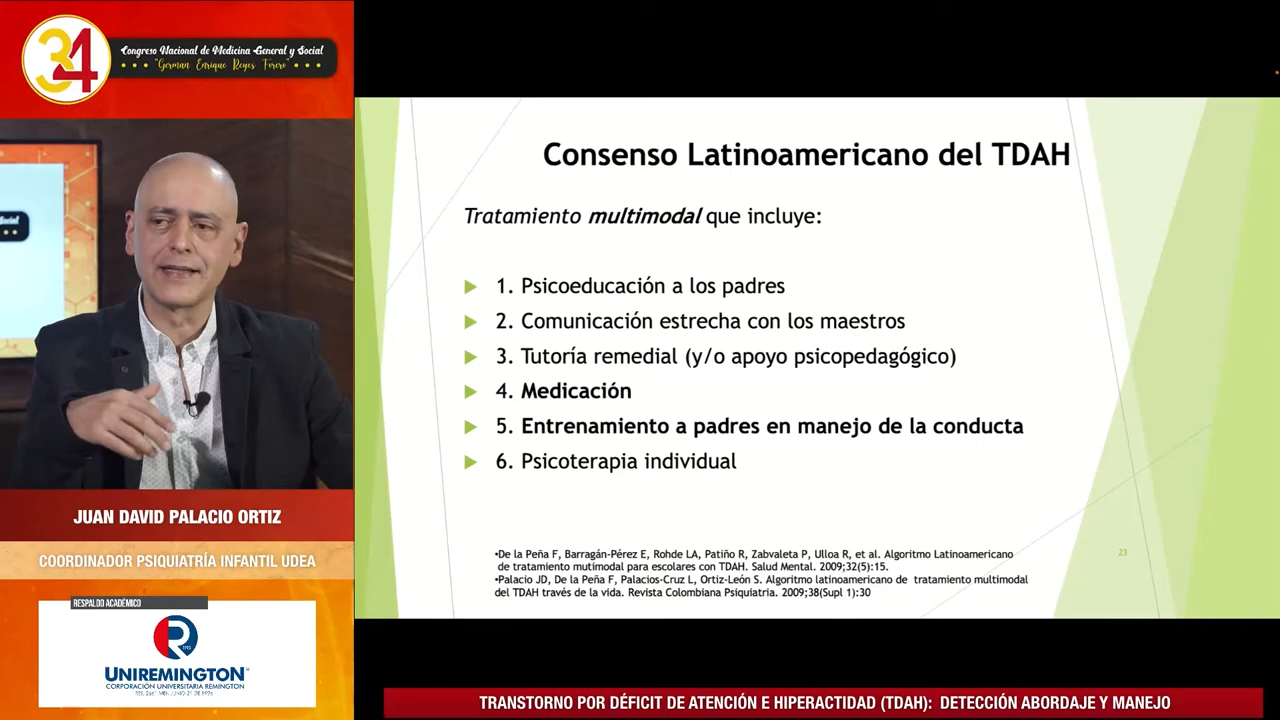 34
Congreso Nacional de Medicina General y Social
"German Enrique Reyes Forero"
Social
JUAN DAVID PALACIO ORTIZ
COORDINADOR PSIQUIATRÍA INFANTIL UDEA
RESPALDO ACADÉMICO
R
1915
UNIREMINGTON
CORPORACIÓN UNIVERSITARIA REMINGTON
Consenso Latinoamericano del TDAH
Tratamiento multimodal que incluye:
1. Psicoeducación a los padres
2. Comunicación estrecha con los maestros
3. Tutoría remedial (y/o apoyo psicopedagógico)
4. Medicación
5. Entrenamiento a padres en manejo de la conducta
6. Psicoterapia individual
•De la Peña F, Barragán-Pérez E, Rohde LA, Patiño R, Zabvaleta P, Ulloa R, et al. Algoritmo Latinoamericano
de tratamiento mutimodal para escolares con TDAH. Salud Mental. 2009;32(5):15.
•Palacio JD, De la Peña F, Palacios-Cruz L, Ortiz-León S. Algoritmo latinoamericano de tratamiento multimodal
del TDAH través de la vida. Revista Colombiana Psiquiatria. 2009;38(Supl 1):30
23
TRANSTORNO POR DÉFICIT DE ATENCIÓN E HIPERACTIDAD (TDAH): DETECCIÓN ABORDAJE Y MANEJO